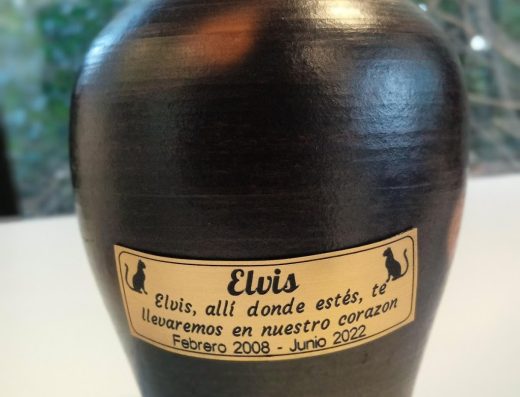 Elvis
Elvis, allí donde estés, te
llevaremos en nuestro corazon
Febrero 2008 - Junio 2022